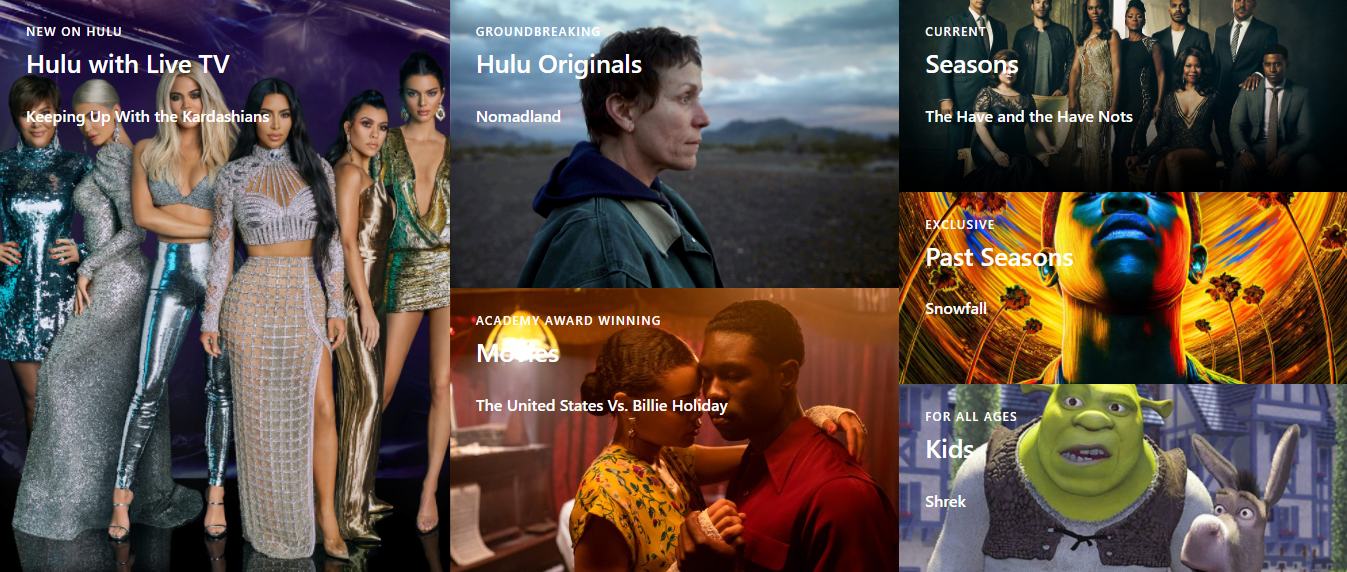 NEW ON HULU
Hulu with Live TV
Keeping Up With the Kardashians
GROUNDBREAKING
Hulu Originals
Nomadland
ACADEMY AWARD WINNING
Movies
The United States Vs. Billie Holiday
CURRENT
Seasons
The Have and the Have Nots
EXCLUSIVE
Past Seasons
Snowfall
FOR ALL AGES
Kids
Shrek